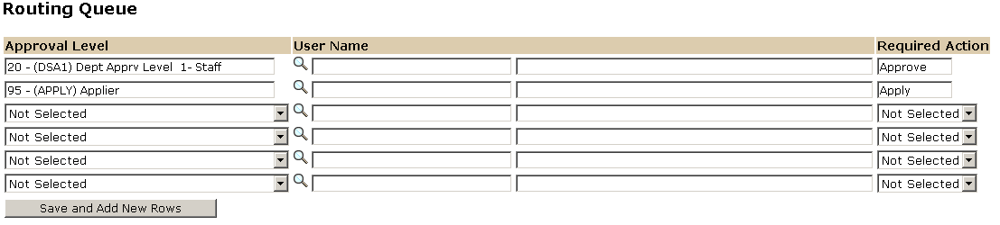 Routing Queue
Approval Level User Name Required Action
20 - (DSA1) Dept Apprv Level 1- Staff Approve
95 - (APPLY) Applier Apply
Not Selected Not Selected
Not Selected Not Selected
Not Selected Not Selected
Not Selected Not Selected
Save and Add New Rows